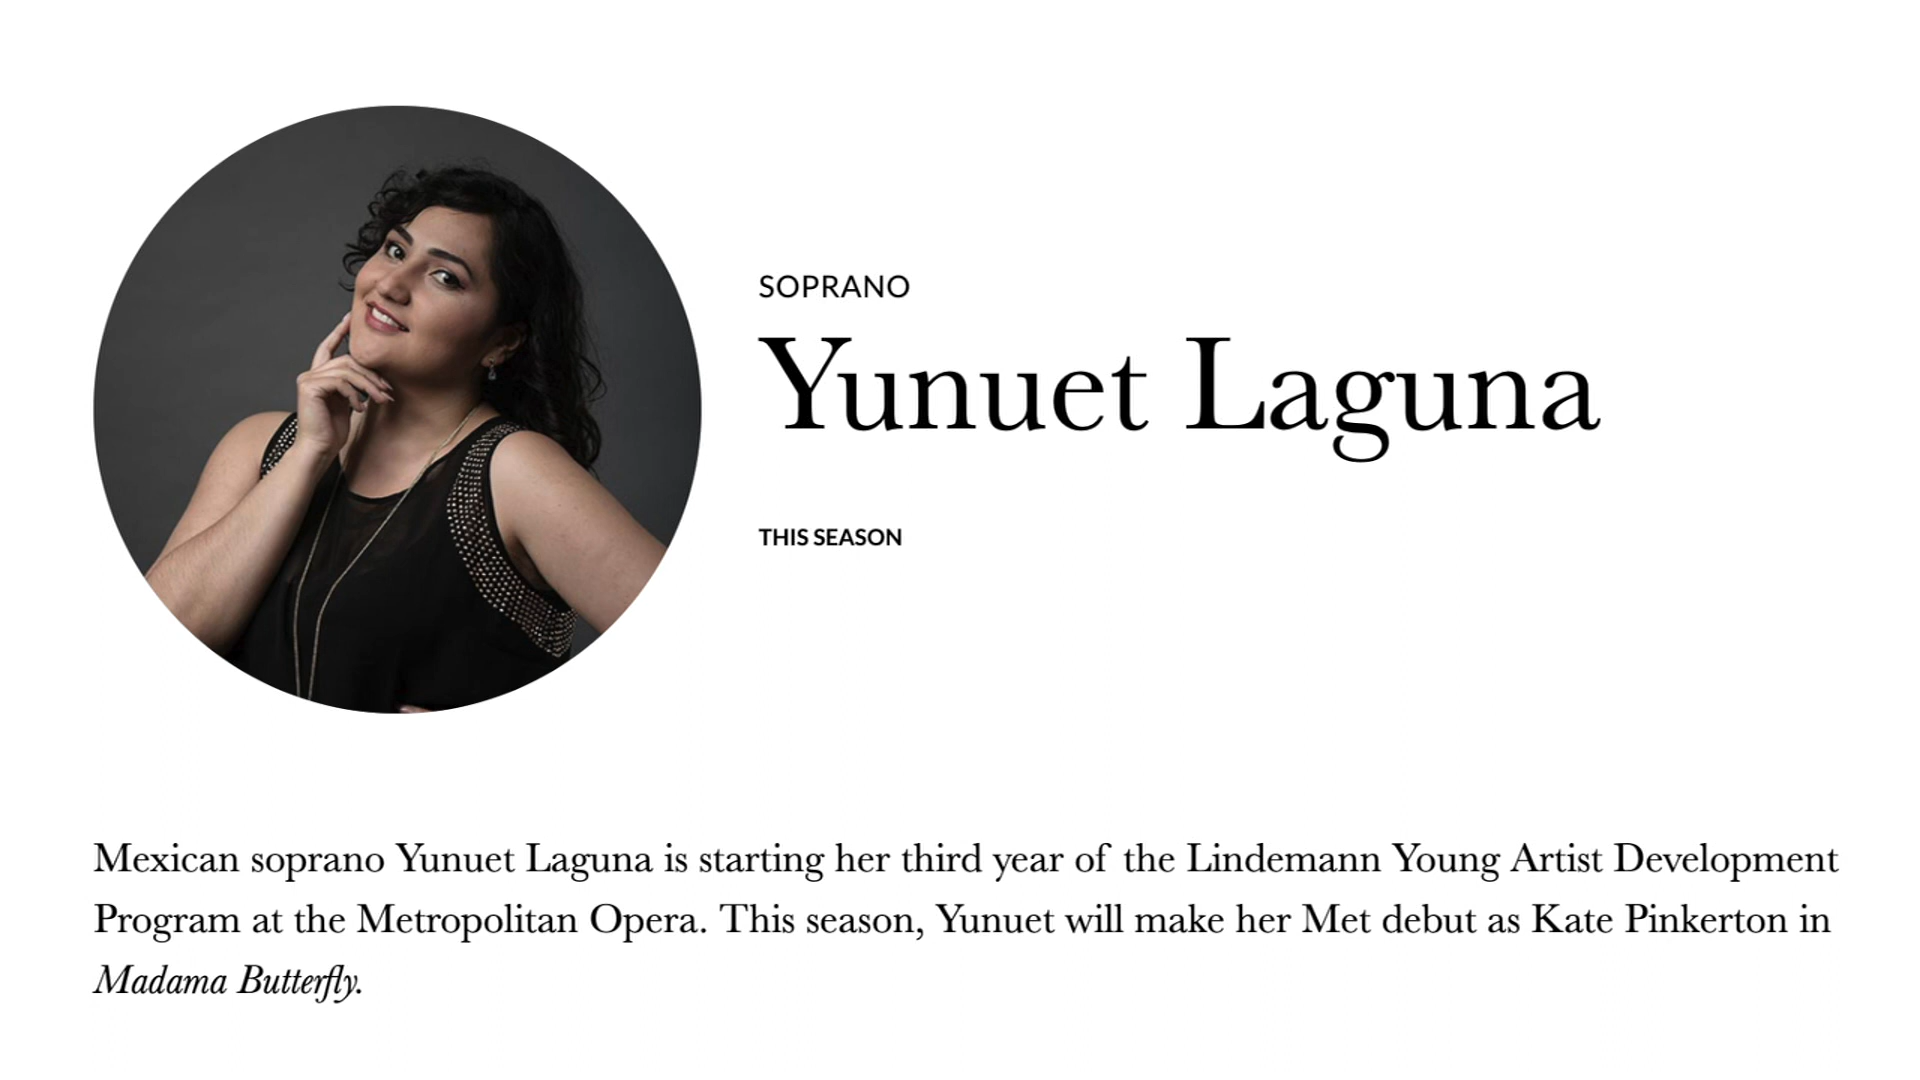 SOPRANO
Yunuet Laguna
THIS SEASON
Mexican soprano Yunuet Laguna is starting her third year of the Lindemann Young Artist Development
Program at the Metropolitan Opera. This season, Yunuet will make her Met debut as Kate Pinkerton in
Madama Butterfly.